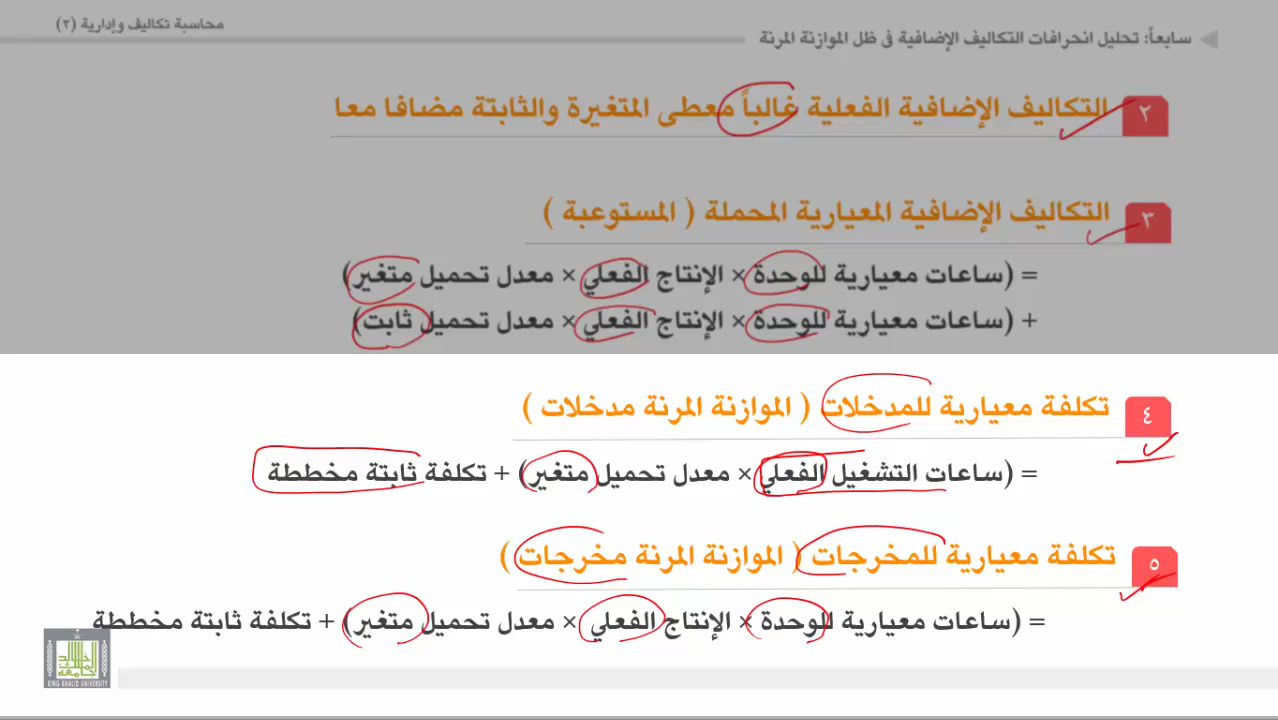 محاسبة تكاليف وإدارية (٢)
سابعاً: تحليل انحرافات التكاليف الإضافية في ظل الموازنة المرنة
٢ التكاليف الإضافية الفعلية غالباً معطى المتغيرة والثابتة مضافا معا
٣ التكاليف الإضافية المعيارية المحملة ( المستوعبة )
= (ساعات معيارية للوحدة × الإنتاج الفعلي × معدل تحميل متغير)
+ (ساعات معيارية للوحدة × الإنتاج الفعلي × معدل تحميل ثابت)
٤ تكلفة معيارية للمدخلات ( الموازنة المرنة مدخلات )
= (ساعات التشغيل الفعلي × معدل تحميل متغير) + تكلفة ثابتة مخططة
٥ تكلفة معيارية للمخرجات ( الموازنة المرنة مخرجات )
= (ساعات معيارية للوحدة × الإنتاج الفعلي × معدل تحميل متغير) + تكلفة ثابتة مخططة
KING KHALID UNIVERSITY